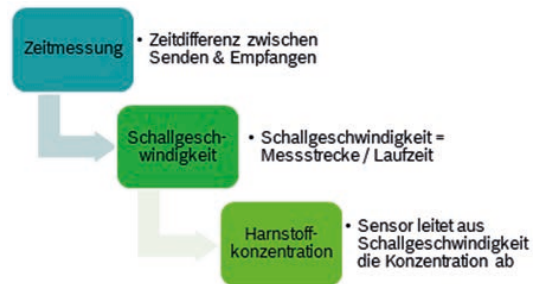 Zeitmessung
• Zeitdifferenz zwischen
Senden & Empfangen
Schallgesch-
windigkeit
• Schallgeschwindigkeit =
Messstrecke / Laufzeit
Harnstoff-
konzentration
• Sensor leitet aus
Schallgeschwindigkeit
die Konzentration ab